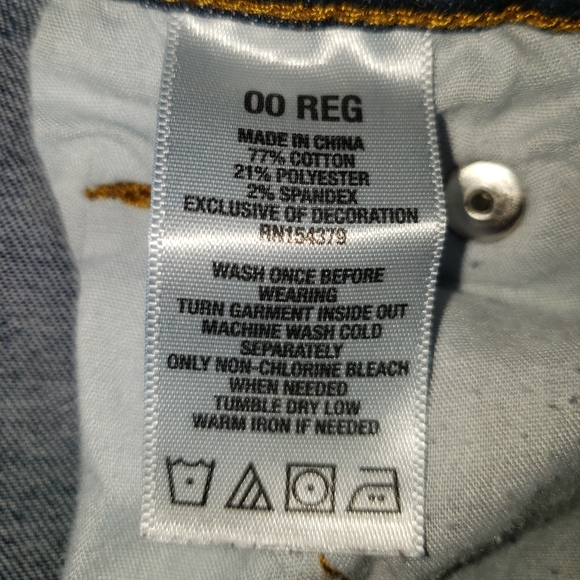 00 REG
MADE IN CHINA
77% COTTON
21% POLYESTER
2% SPANDEX
EXCLUSIVE OF DECORATION
RN154379
WASH ONCE BEFORE
WEARING
TURN GARMENT INSIDE OUT
MACHINE WASH COLD
SEPARATELY
ONLY NON-CHLORINE BLEACH
WHEN NEEDED
TUMBLE DRY LOW
WARM IRON IF NEEDED